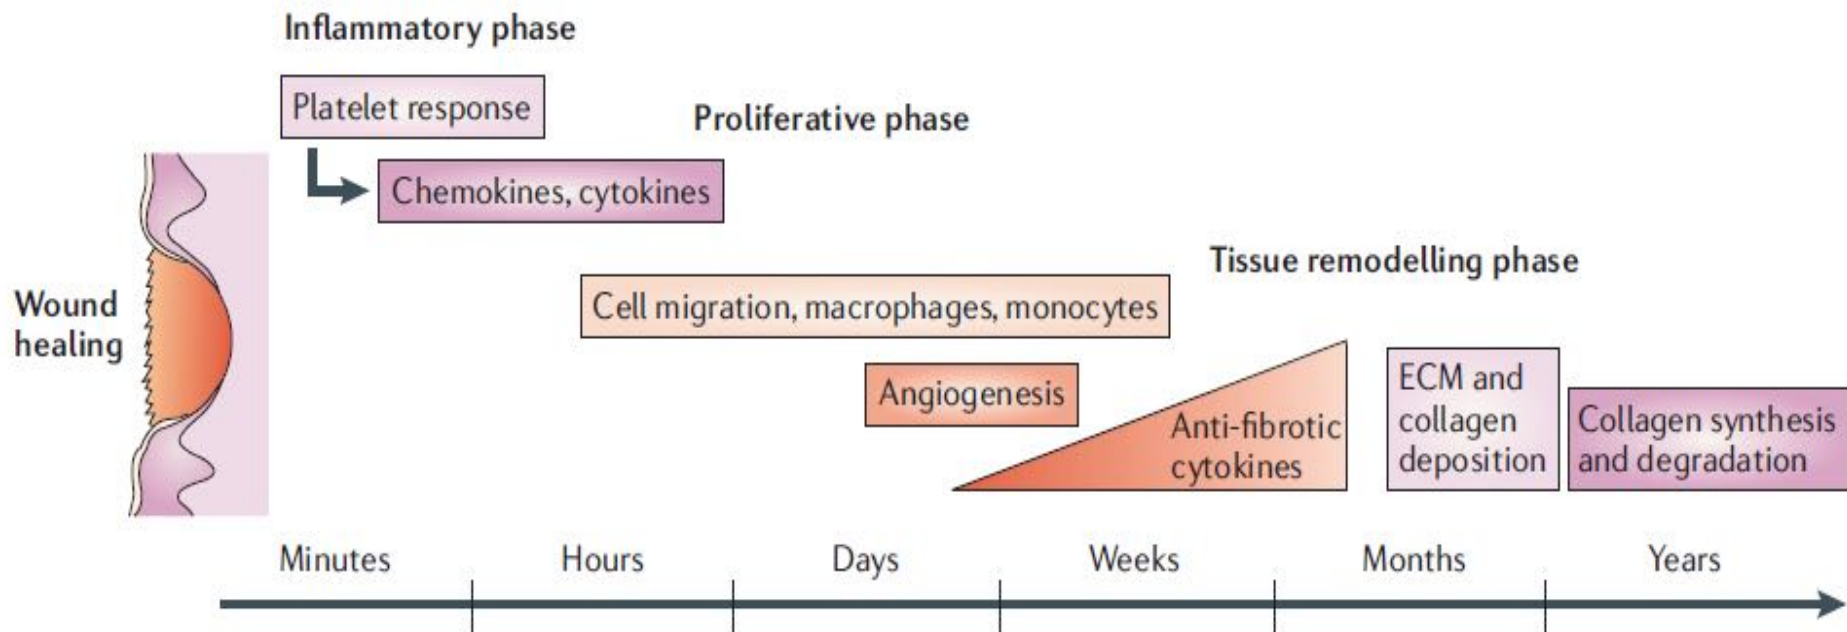 Inflammatory phase
Platelet response
Proliferative phase
Chemokines, cytokines
Tissue remodelling phase
Cell migration, macrophages, monocytes
Wound
healing
Angiogenesis
Anti-fibrotic
cytokines
ECM and
collagen
deposition
Collagen synthesis
and degradation
Minutes
Hours
Days
Weeks
Months
Years